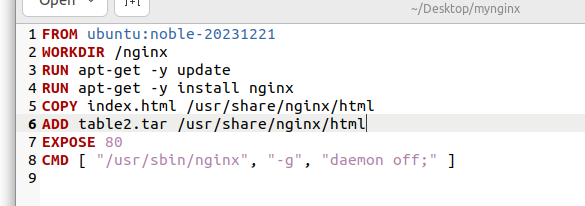 Open
~/Desktop/mynginx
1 FROM ubuntu:noble-20231221
2 WORKDIR /nginx
3 RUN apt-get -y update
4 RUN apt-get -y install nginx
5 COPY index.html /usr/share/nginx/html
6 ADD table2.tar /usr/share/nginx/html
7 EXPOSE 80
8 CMD [ "/usr/sbin/nginx", "-g", "daemon off;" ]
9